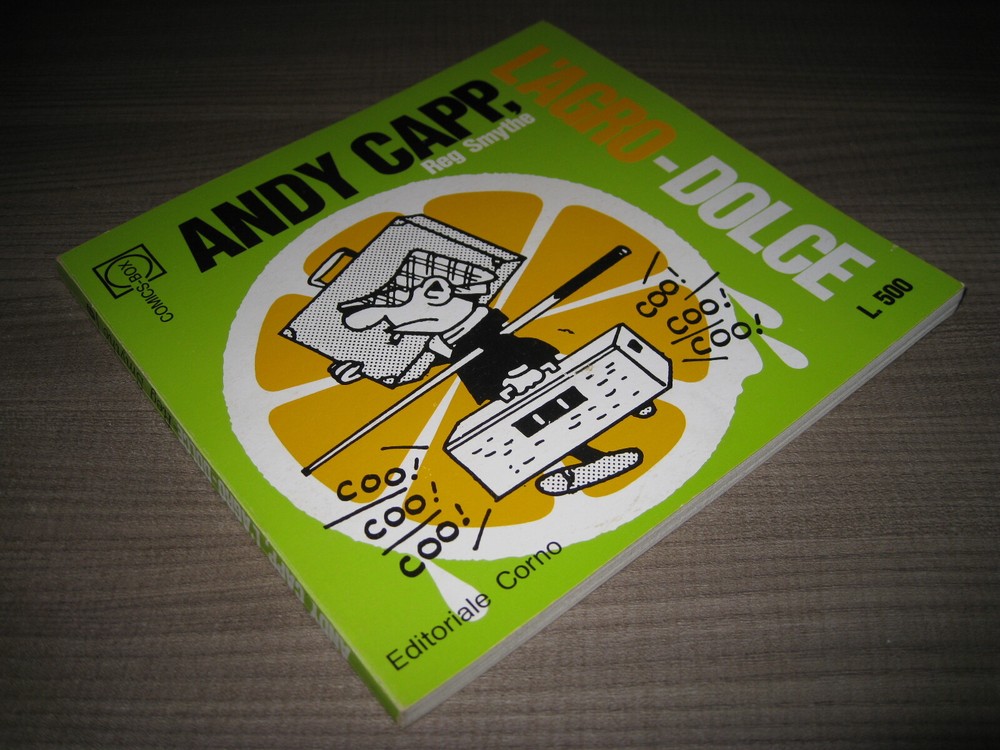 ANDY CAPP,
L'AGRO-DOLCE
Reg Smythe
COMICS-BOX
L 500
COO!
COO!
COO!
COO!
COO!
COO!
Editoriale Corno